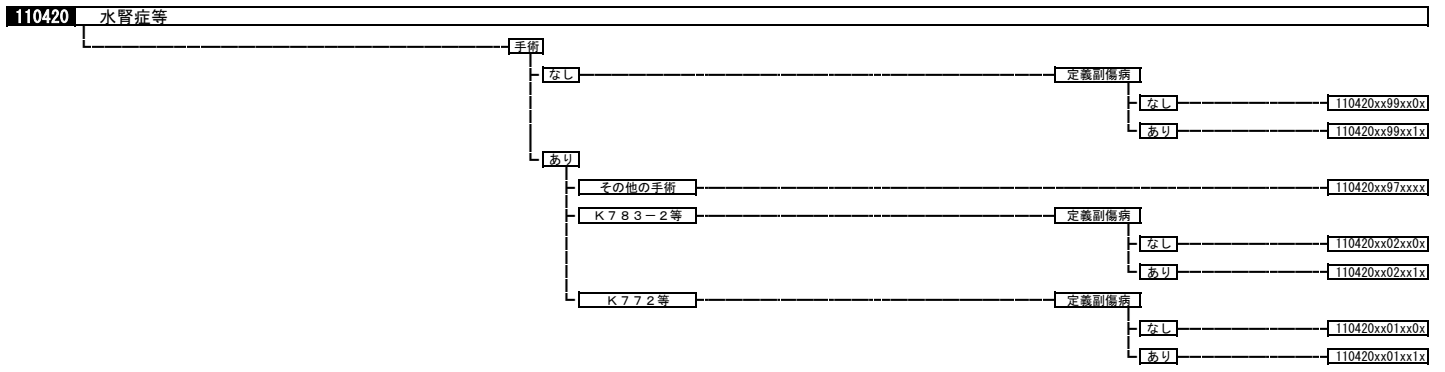 110420 水腎症等
手術
なし 定義副傷病
なし 110420xx99xx0x
あり 110420xx99xx1x
あり
その他の手術 110420xx97xxxx
K783-2等 定義副傷病
なし 110420xx02xx0x
あり 110420xx02xx1x
K772等 定義副傷病
なし 110420xx01xx0x
あり 110420xx01xx1x